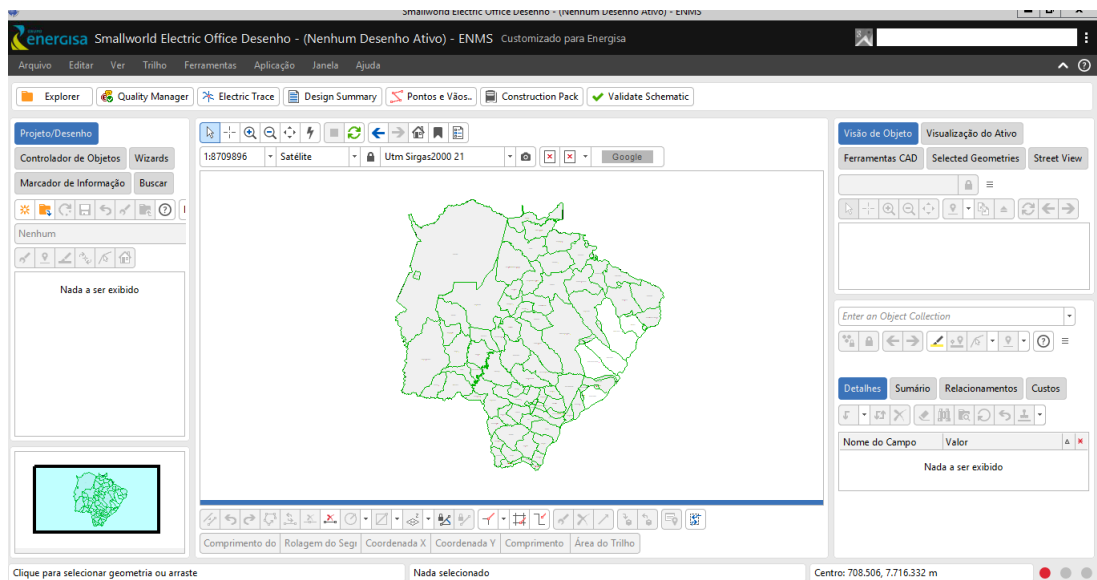 Smallworld Electric Office Desenho - (Nenhum Desenho Ativo) - ENMS
energisa Smallworld Electric Office Desenho - (Nenhum Desenho Ativo) - ENMS Customizado para Energisa
Arquivo Editar Ver Trilho Ferramentas Aplicação Janela Ajuda
Explorer Quality Manager Electric Trace Design Summary Pontos e Vãos.. Construction Pack Validate Schematic
Projeto/Desenho
Controlador de Objetos Wizards
Marcador de Informação Buscar
Nenhum
Nada a ser exibido
1:8709896 Satélite Utm Sirgas2000 21 Google
Comprimento do Rolagem do Segi Coordenada X Coordenada Y Comprimento Área do Trilho
Visão de Objeto Visualização do Ativo
Ferramentas CAD Selected Geometries Street View
Enter an Object Collection
Detalhes Sumário Relacionamentos Custos
Nome do Campo Valor
Nada a ser exibido
Clique para selecionar geometria ou arraste Nada selecionado Centro: 708.506, 7.716.332 m